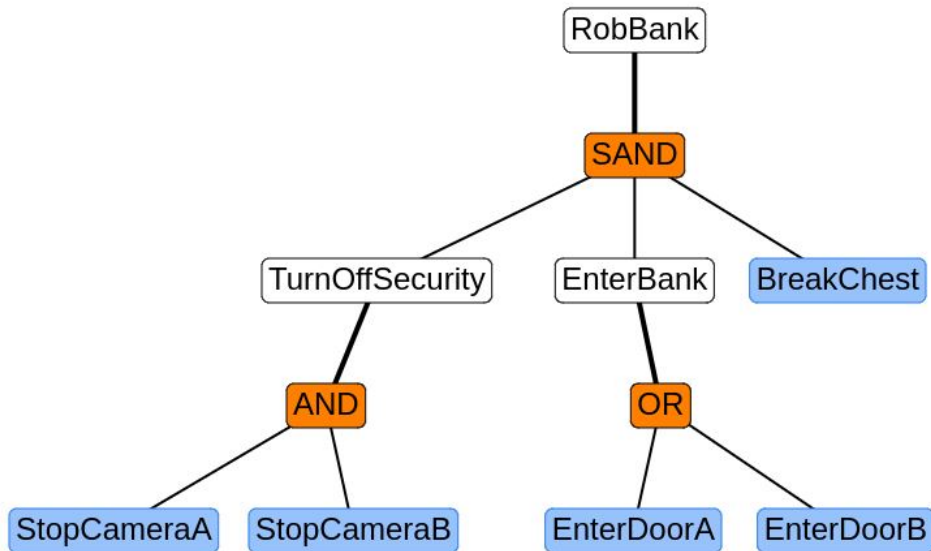 RobBank
SAND
TurnOffSecurity
EnterBank
BreakChest
AND
OR
StopCameraA
StopCameraB
EnterDoorA
EnterDoorB